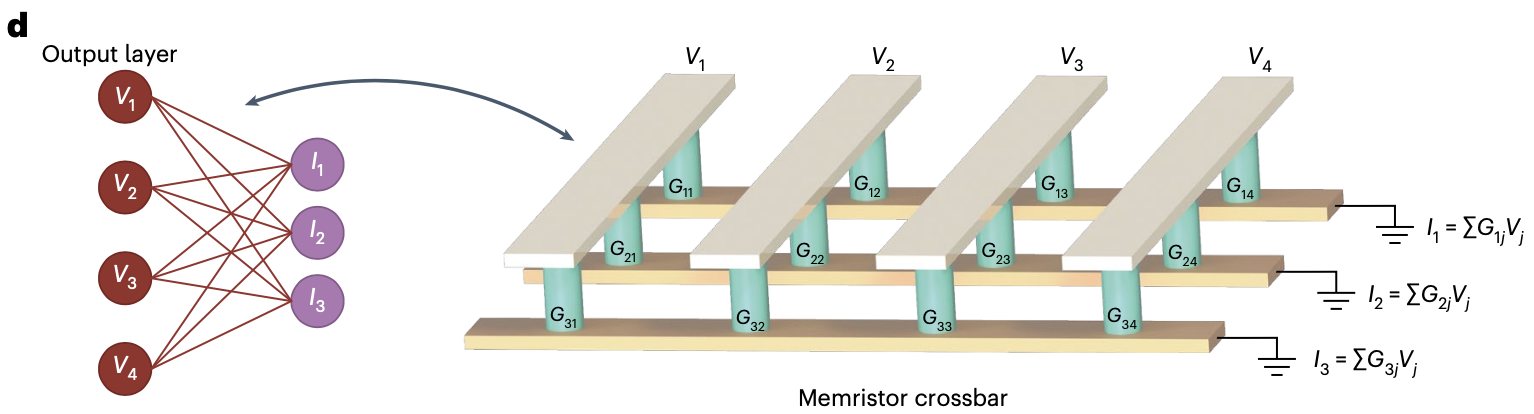 d
Output layer
V1
V2
V3
V4
I1
I2
I3
V1 V2 V3 V4
G11 G12 G13 G14
I1 = ∑G1jVj
G21 G22 G23 G24
I2 = ∑G2jVj
G31 G32 G33 G34
I3 = ∑G3jVj
Memristor crossbar